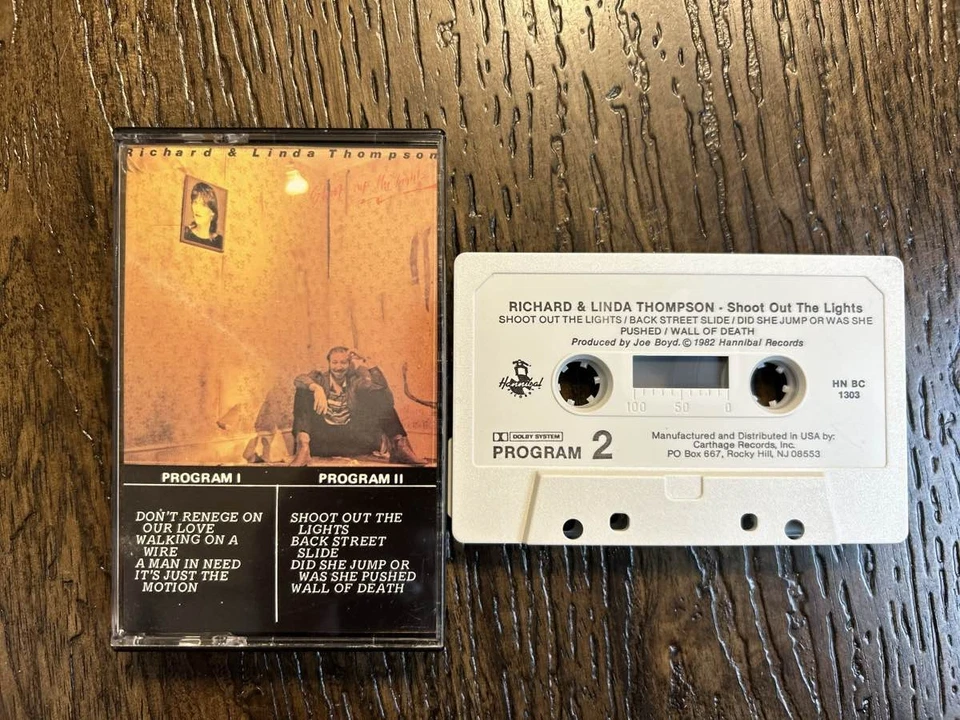 Richard & Linda Thompson
Shoot out the lights
PROGRAM I
DON'T RENEGE ON
OUR LOVE
WALKING ON A
WIRE
A MAN IN NEED
IT'S JUST THE
MOTION
PROGRAM II
SHOOT OUT THE
LIGHTS
BACK STREET
SLIDE
DID SHE JUMP OR
WAS SHE PUSHED
WALL OF DEATH
RICHARD & LINDA THOMPSON - Shoot Out The Lights
SHOOT OUT THE LIGHTS / BACK STREET SLIDE / DID SHE JUMP OR WAS SHE
PUSHED / WALL OF DEATH
Produced by Joe Boyd. © 1982 Hannibal Records
Hannibal
100 50 0
HN BC
1303
DOLBY SYSTEM
PROGRAM 2
Manufactured and Distributed in USA by:
Carthage Records, Inc.
PO Box 667, Rocky Hill, NJ 08553